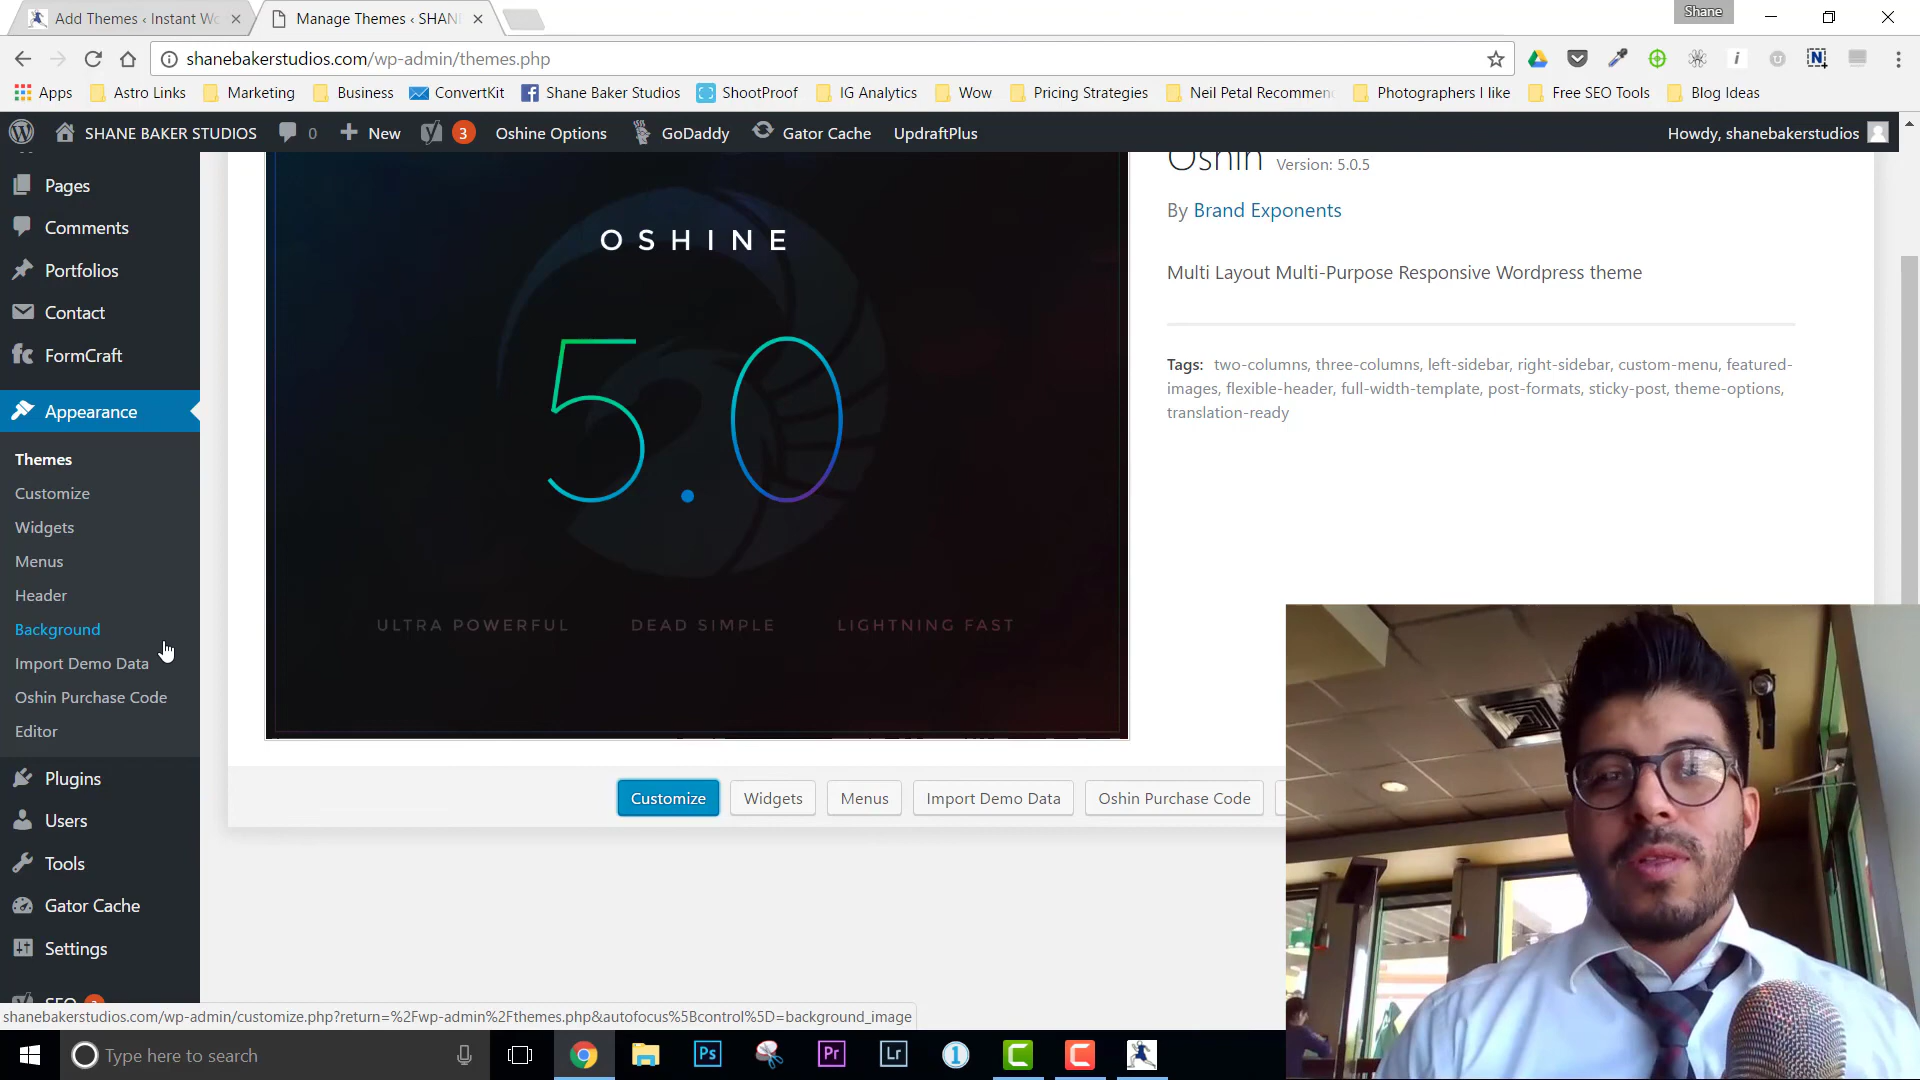 Add Themes ‹ Instant Wo
Manage Themes ‹ SHAN
Shane
shanebakerstudios.com/wp-admin/themes.php
Apps
Astro Links
Marketing
Business
ConvertKit
Shane Baker Studios
ShootProof
IG Analytics
Wow
Pricing Strategies
Neil Petal Recommen
Photographers I like
Free SEO Tools
Blog Ideas
SHANE BAKER STUDIOS
0
New
3
Oshine Options
GoDaddy
Gator Cache
UpdraftPlus
Howdy, shanebakerstudios
Pages
Comments
Portfolios
Contact
FormCraft
Appearance
Themes
Customize
Widgets
Menus
Header
Background
Import Demo Data
Oshin Purchase Code
Editor
Plugins
Users
Tools
Gator Cache
Settings
SEO
OSHINE
5.0
ULTRA POWERFUL
DEAD SIMPLE
LIGHTNING FAST
Oshin Version: 5.0.5
By Brand Exponents
Multi Layout Multi-Purpose Responsive Wordpress theme
Tags: two-columns, three-columns, left-sidebar, right-sidebar, custom-menu, featured-
images, flexible-header, full-width-template, post-formats, sticky-post, theme-options,
translation-ready
Customize
Widgets
Menus
Import Demo Data
Oshin Purchase Code
shanebakerstudios.com/wp-admin/customize.php?return=%2Fwp-admin%2Fthemes.php&autofocus%5Bcontrol%5D=background_image
Type here to search
Ps
Pr
Lr